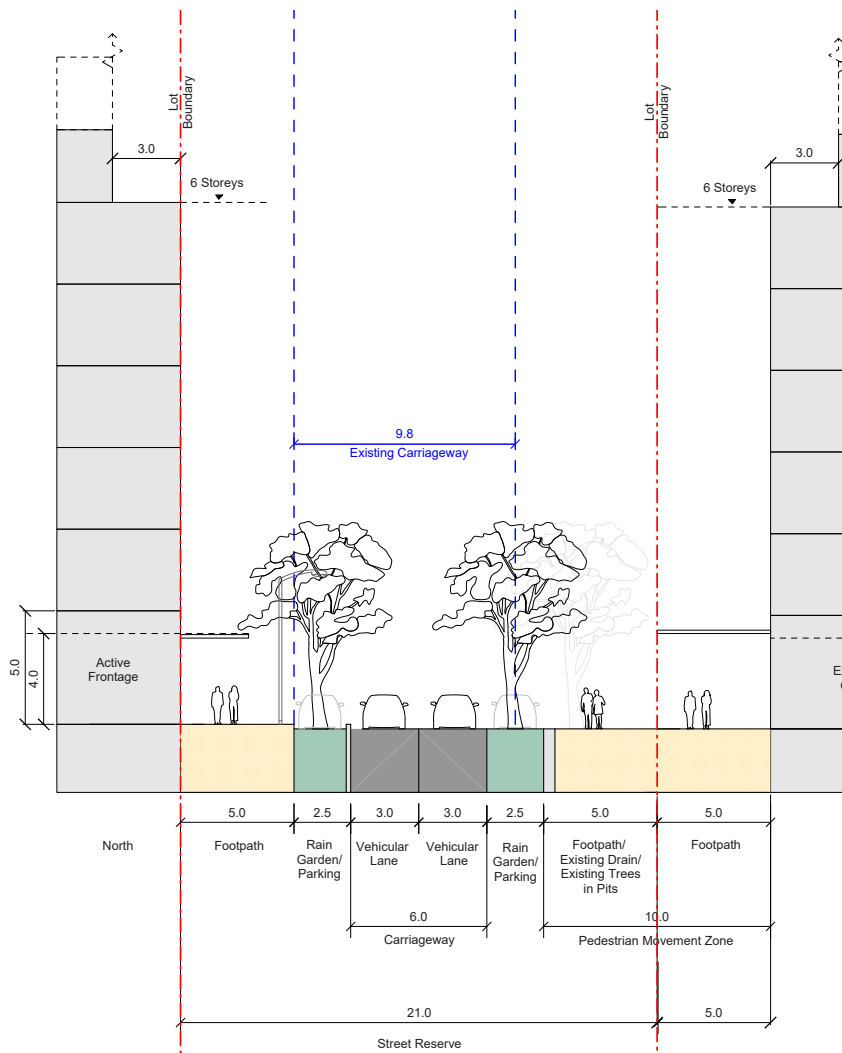 Lot
Boundary
Lot
Boundary
3.0
3.0
6 Storeys
6 Storeys
9.8
Existing Carriageway
5.0
4.0
Active
Frontage
5.0
2.5
3.0
3.0
2.5
5.0
5.0
North
Footpath
Rain
Garden/
Parking
Vehicular
Lane
Vehicular
Lane
Rain
Garden/
Parking
Footpath/
Existing Drain/
Existing Trees
in Pits
Footpath
6.0
Carriageway
10.0
Pedestrian Movement Zone
21.0
Street Reserve
5.0